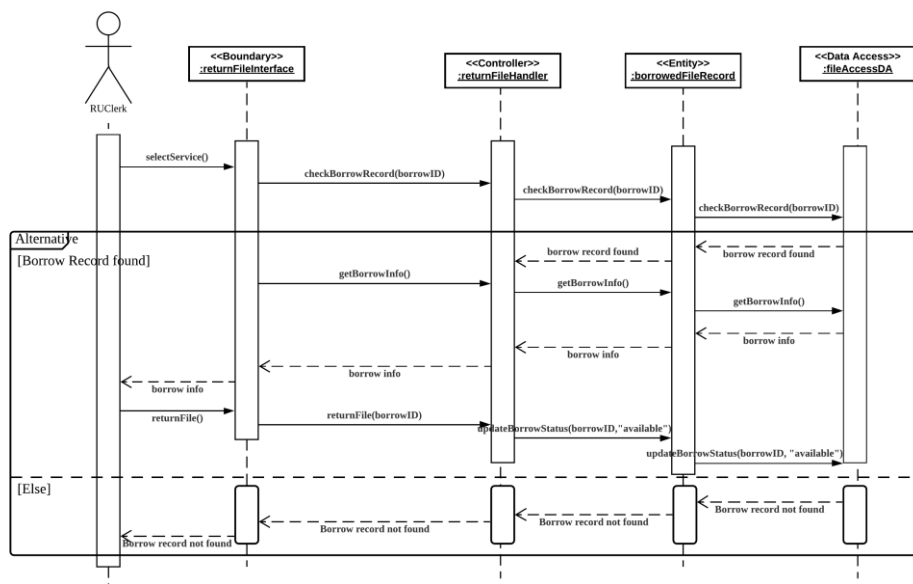 <<Boundary>>
:returnFileInterface
<<Controller>>
:returnFileHandler
<<Entity>>
:borrowedFileRecord
<<Data Access>>
:fileAccessDA
RUClerk
selectService()
checkBorrowRecord(borrowID)
checkBorrowRecord(borrowID)
checkBorrowRecord(borrowID)
Alternative
[Borrow Record found]
borrow record found
borrow record found
getBorrowInfo()
getBorrowInfo()
getBorrowInfo()
borrow info
borrow info
borrow info
borrow info
returnFile()
returnFile(borrowID)
updateBorrowStatus(borrowID,"available")
updateBorrowStatus(borrowID, "available")
[Else]
Borrow record not found
Borrow record not found
Borrow record not found
Borrow record not found